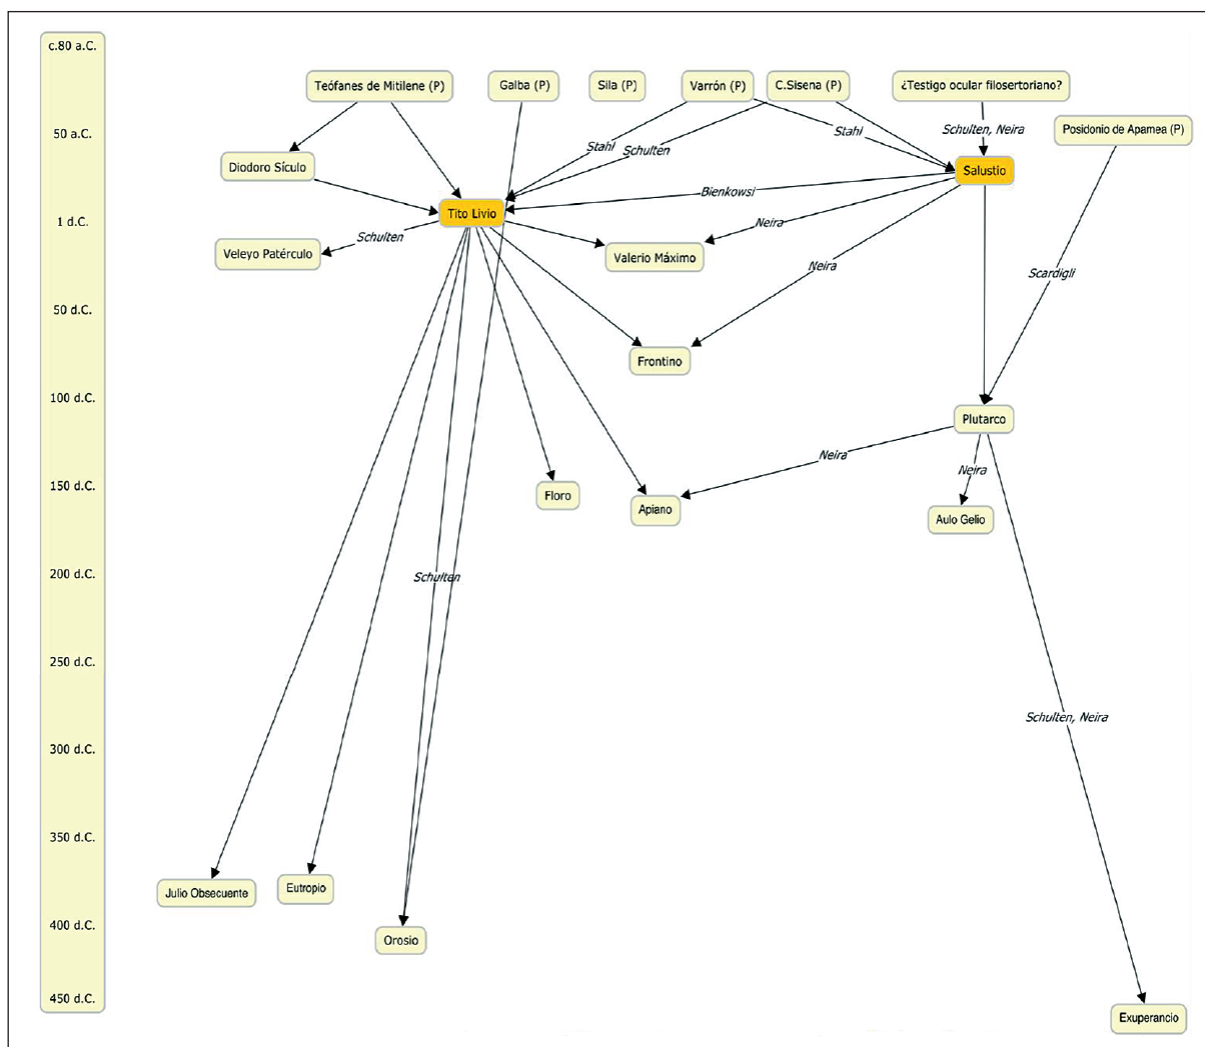 c.80 a.C.
Teófanes de Mitilene (P)
Galba (P)
Sila (P)
Varrón (P)
C.Sisena (P)
¿Testigo ocular filosertoriano?
50 a.C.
Schulten, Neira
Posidonio de Apamea (P)
Stahl
Stahl
Schulten
Diodoro Sículo
Salustio
Bienkowsi
Tito Livio
1 d.C.
Neira
Schulten
Veleyo Patérculo
Valerio Máximo
Neira
Scardigli
50 d.C.
Frontino
100 d.C.
Plutarco
Neira
Neira
150 d.C.
Floro
Apiano
Aulo Gelio
200 d.C.
Schulten
250 d.C.
300 d.C.
Schulten, Neira
350 d.C.
Julio Obsecuente
Eutropio
400 d.C.
Orosio
450 d.C.
Exuperancio